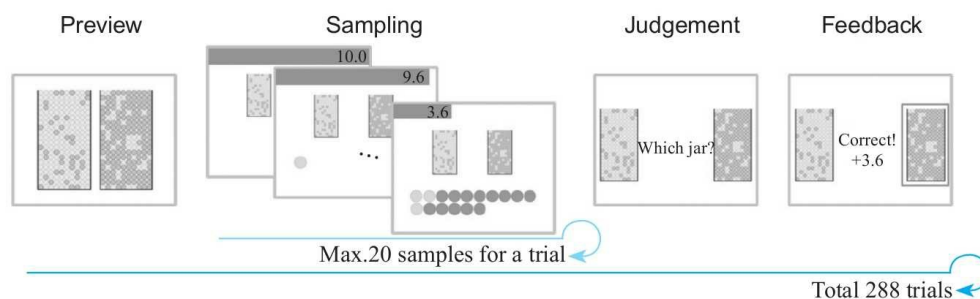 Preview
Sampling
Judgement
Feedback
10.0
9.6
3.6
Which jar?
Correct!
+3.6
Max.20 samples for a trial
Total 288 trials